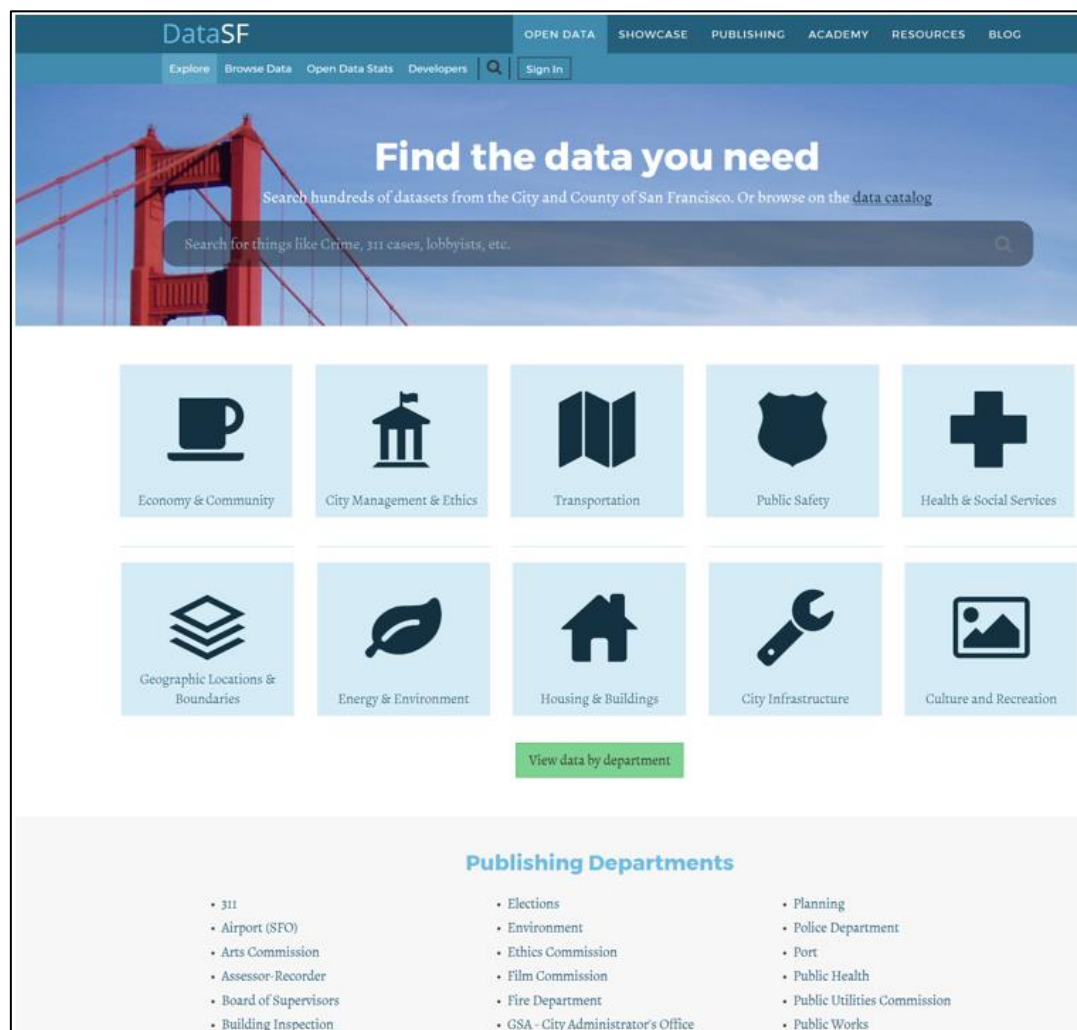 DataSF
OPEN DATA SHOWCASE PUBLISHING ACADEMY RESOURCES BLOG
Explore Browse Data Open Data Stats Developers Sign In
Find the data you need
Search hundreds of datasets from the City and County of San Francisco. Or browse on the data catalog
Search for things like Crime, 311 cases, lobbyists, etc.
Economy & Community
City Management & Ethics
Transportation
Public Safety
Health & Social Services
Geographic Locations &
Boundaries
Energy & Environment
Housing & Buildings
City Infrastructure
Culture and Recreation
View data by department
Publishing Departments
• 311
• Airport (SFO)
• Arts Commission
• Assessor-Recorder
• Board of Supervisors
• Building Inspection
• Elections
• Environment
• Ethics Commission
• Film Commission
• Fire Department
• GSA - City Administrator's Office
• Planning
• Police Department
• Port
• Public Health
• Public Utilities Commission
• Public Works